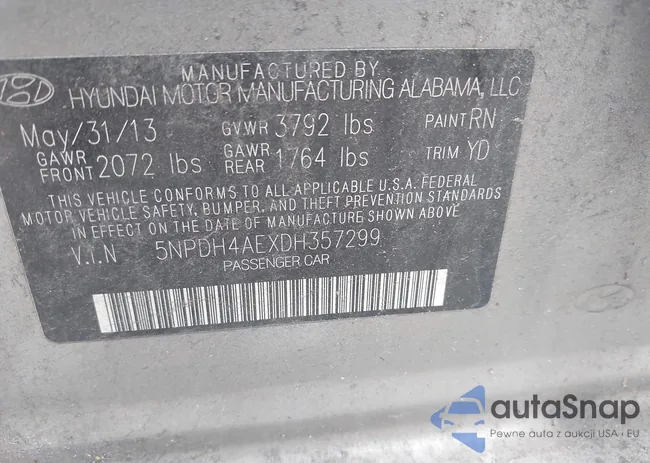 MANUFACTURED BY
HYUNDAI MOTOR MANUFACTURING ALABAMA, LLC
May/31/13 GVWR 3792 lbs PAINT RN
GAWR FRONT 2072 lbs GAWR REAR 1764 lbs TRIM YD
THIS VEHICLE CONFORMS TO ALL APPLICABLE U.S.A. FEDERAL
MOTOR VEHICLE SAFETY, BUMPER, AND THEFT PREVENTION STANDARDS
IN EFFECT ON THE DATE OF MANUFACTURE SHOWN ABOVE.
V.I.N 5NPDH4AEXDH357299
PASSENGER CAR
autaSnap
Pewne auta z aukcji USA i EU